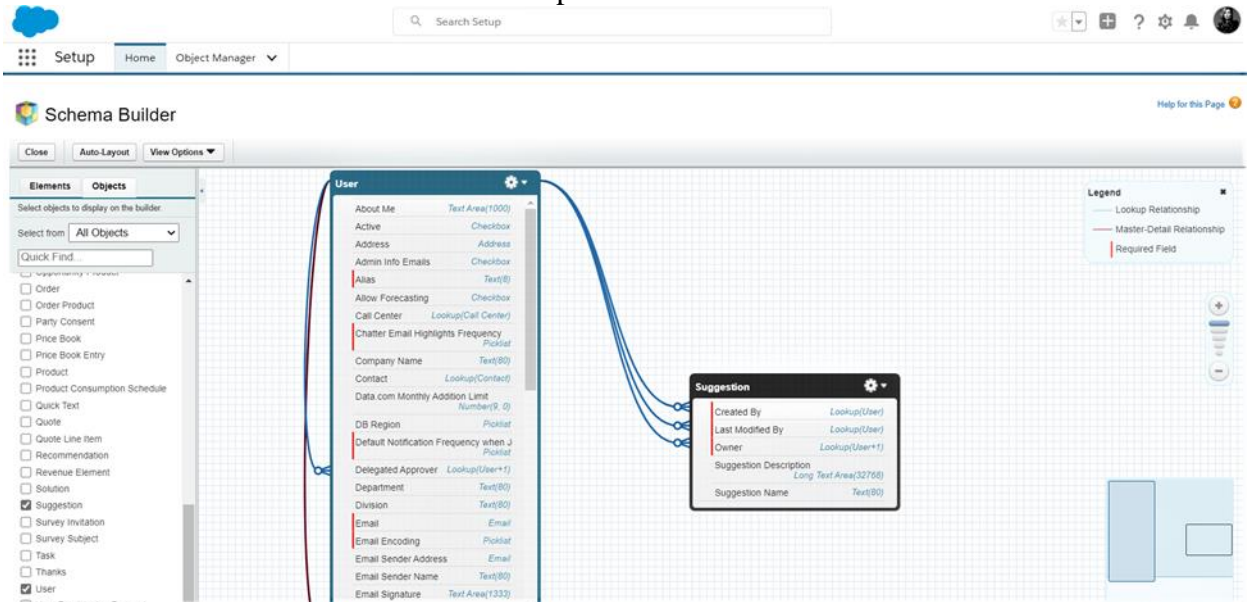 Search Setup
Setup Home Object Manager
Schema Builder
Help for this Page
Close Auto-Layout View Options
Elements Objects
Select objects to display on the builder.
Select from All Objects
Quick Find...
Opportunity Product
Order
Order Product
Party Consent
Price Book
Price Book Entry
Product
Product Consumption Schedule
Quick Text
Quote
Quote Line Item
Recommendation
Revenue Element
Solution
Suggestion
Survey Invitation
Survey Subject
Task
Thanks
User
User
About Me Text Area(1000)
Active Checkbox
Address Address
Admin Info Emails Checkbox
Alias Text(8)
Allow Forecasting Checkbox
Call Center Lookup(Call Center)
Chatter Email Highlights Frequency
Picklist
Company Name Text(80)
Contact Lookup(Contact)
Data.com Monthly Addition Limit
Number(9, 0)
DB Region Picklist
Default Notification Frequency when J
Picklist
Delegated Approver Lookup(User+1)
Department Text(80)
Division Text(80)
Email Email
Email Encoding Picklist
Email Sender Address Email
Email Sender Name Text(80)
Email Signature Text Area(1333)
Suggestion
Created By Lookup(User)
Last Modified By Lookup(User)
Owner Lookup(User+1)
Suggestion Description
Long Text Area(32768)
Suggestion Name Text(80)
Legend
Lookup Relationship
Master-Detail Relationship
Required Field